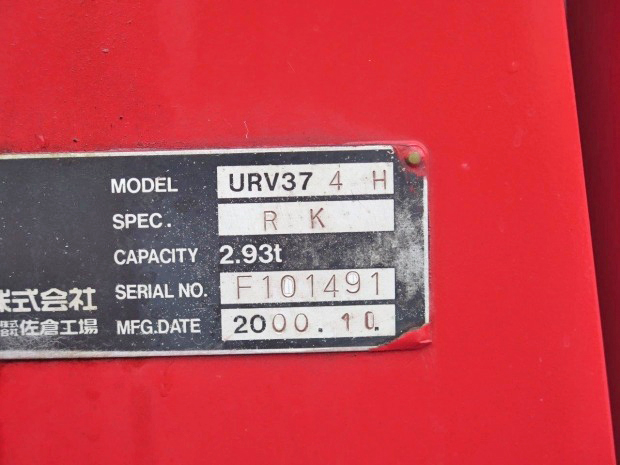 MODEL URV37 4 H
SPEC. R K
CAPACITY 2.93t
SERIAL NO. F101491
MFG.DATE 2000.10.
株式会社
佐倉工場